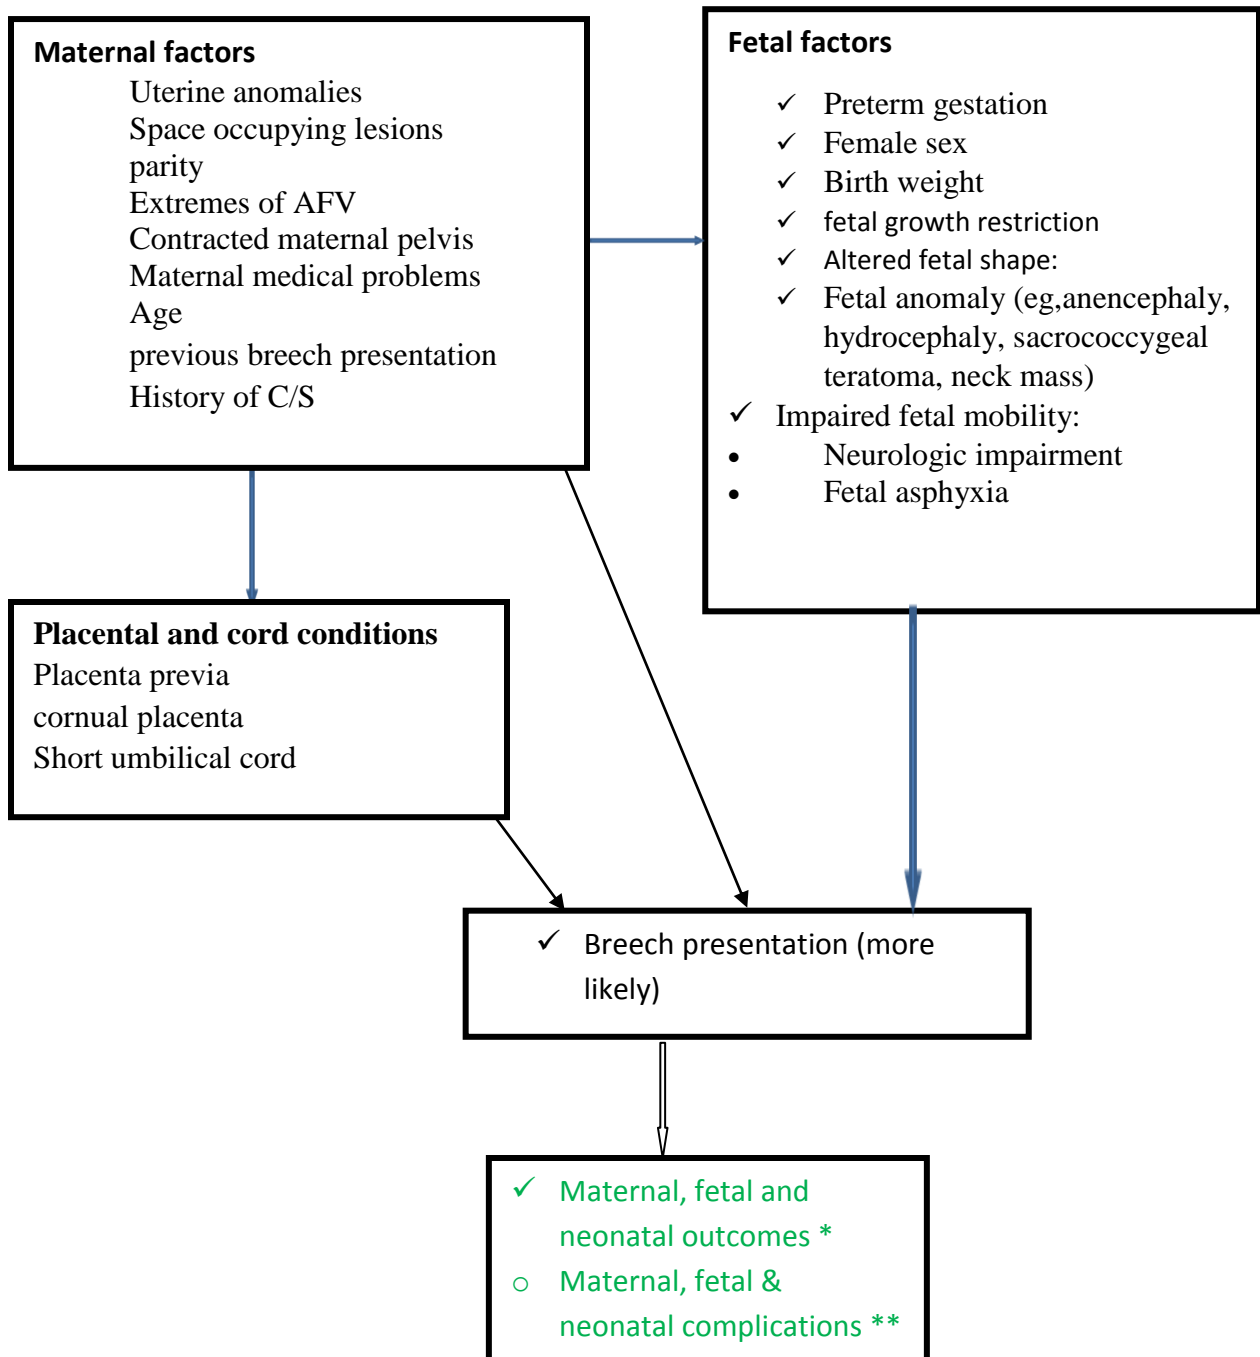 Maternal factors
Uterine anomalies
Space occupying lesions
parity
Extremes of AFV
Contracted maternal pelvis
Maternal medical problems
Age
previous breech presentation
History of C/S
Fetal factors
✓ Preterm gestation
✓ Female sex
✓ Birth weight
✓ fetal growth restriction
✓ Altered fetal shape:
✓ Fetal anomaly (eg,anencephaly,
hydrocephaly, sacrococcygeal
teratoma, neck mass)
✓ Impaired fetal mobility:
• Neurologic impairment
• Fetal asphyxia
Placental and cord conditions
Placenta previa
cornual placenta
Short umbilical cord
✓ Breech presentation (more
likely)
✓ Maternal, fetal and
neonatal outcomes *
o Maternal, fetal &
neonatal complications **